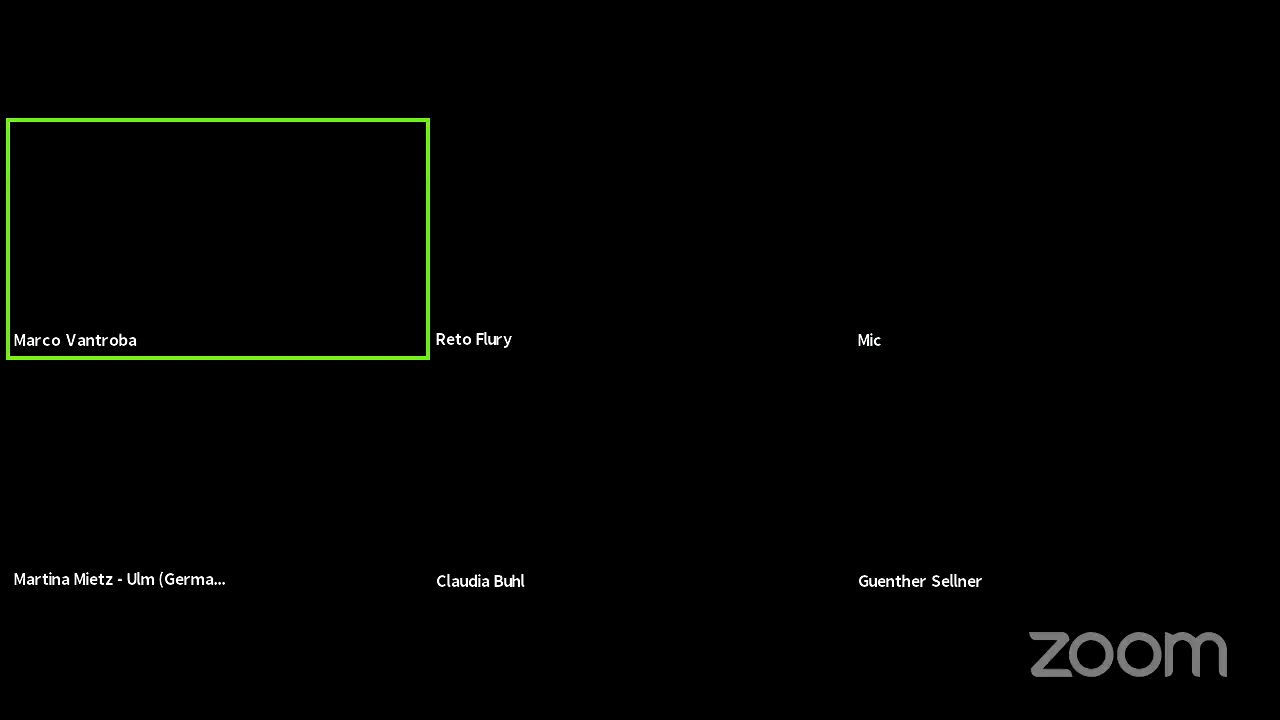 Marco Vantroba
Reto Flury
Mic
Martina Mietz - Ulm (Germa...
Claudia Buhl
Guenther Sellner
zoom